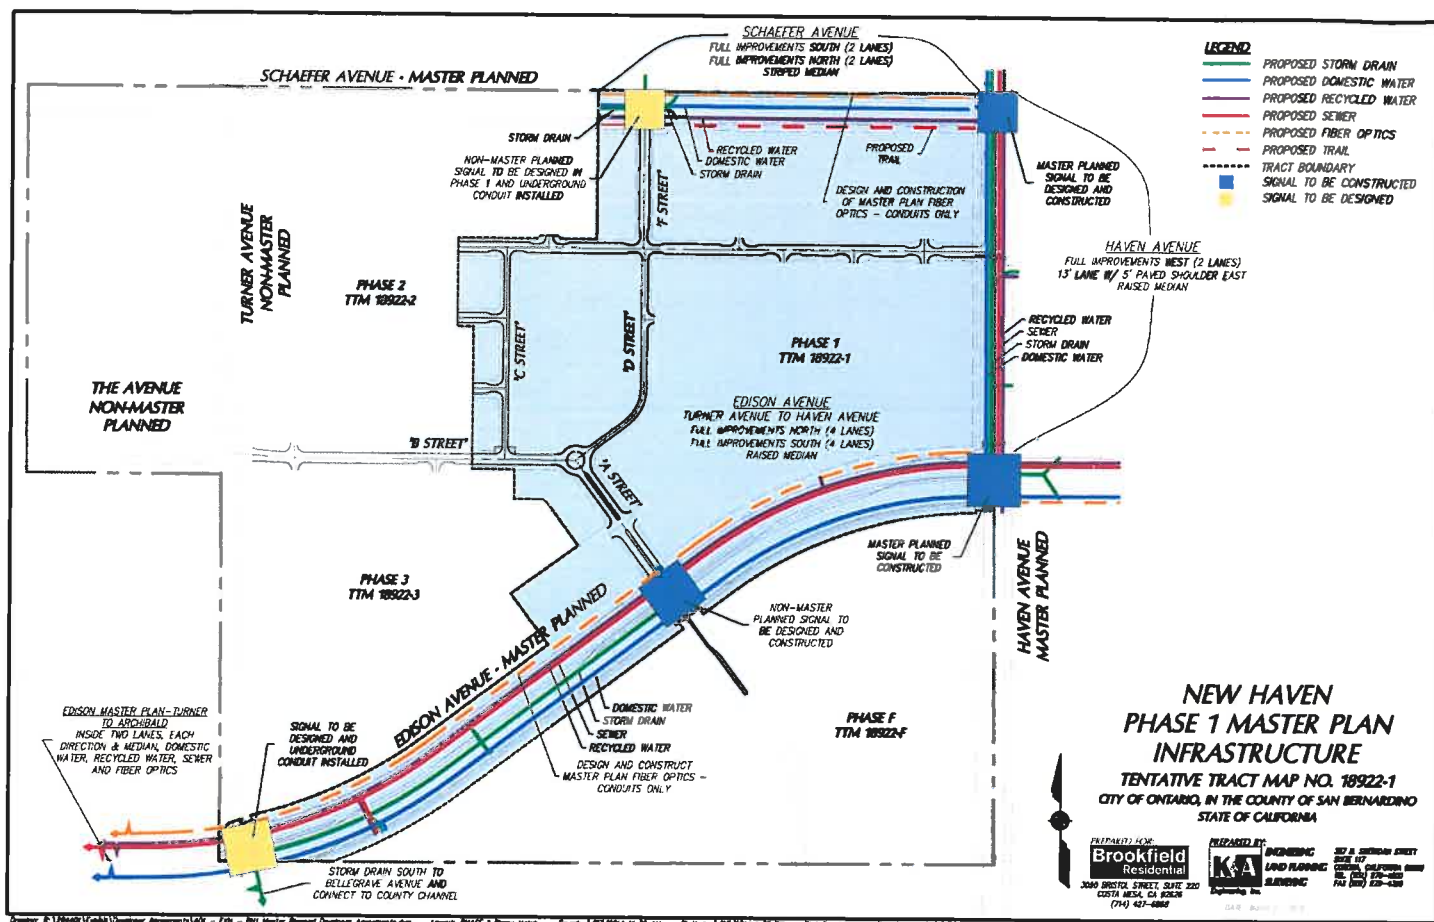 SCHAEFER AVENUE
FULL IMPROVEMENTS SOUTH (2 LANES)
FULL IMPROVEMENTS NORTH (2 LANES)
STRIPED MEDIAN
SCHAEFER AVENUE - MASTER PLANNED
LEGEND
PROPOSED STORM DRAIN
PROPOSED DOMESTIC WATER
PROPOSED RECYCLED WATER
PROPOSED SEWER
PROPOSED FIBER OPTICS
PROPOSED TRAIL
TRACT BOUNDARY
SIGNAL TO BE CONSTRUCTED
SIGNAL TO BE DESIGNED
STORM DRAIN
NON-MASTER PLANNED
SIGNAL TO BE DESIGNED IN
PHASE 1 AND UNDERGROUND
CONDUIT INSTALLED
RECYCLED WATER
DOMESTIC WATER
STORM DRAIN
PROPOSED
TRAIL
DESIGN AND CONSTRUCTION
OF MASTER PLAN FIBER
OPTICS - CONDUITS ONLY
MASTER PLANNED
SIGNAL TO BE
DESIGNED AND
CONSTRUCTED
HAVEN AVENUE
FULL IMPROVEMENTS WEST (2 LANES)
13' LANE W/ 5' PAVED SHOULDER EAST
RAISED MEDIAN
'F STREET'
TURNER AVENUE
NON-MASTER
PLANNED
PHASE 2
TTM 18922-2
'C STREET'
'D STREET'
PHASE 1
TTM 18922-1
RECYCLED WATER
SEWER
STORM DRAIN
DOMESTIC WATER
THE AVENUE
NON-MASTER
PLANNED
EDISON AVENUE
TURNER AVENUE TO HAVEN AVENUE
FULL IMPROVEMENTS NORTH (4 LANES)
FULL IMPROVEMENTS SOUTH (4 LANES)
RAISED MEDIAN
'B STREET'
'A STREET'
MASTER PLANNED
SIGNAL TO BE
CONSTRUCTED
HAVEN AVENUE
MASTER PLANNED
PHASE 3
TTM 18922-3
NON-MASTER
PLANNED SIGNAL TO
BE DESIGNED AND
CONSTRUCTED
EDISON AVENUE - MASTER PLANNED
DOMESTIC WATER
STORM DRAIN
SEWER
RECYCLED WATER
DESIGN AND CONSTRUCT
MASTER PLAN FIBER OPTICS -
CONDUITS ONLY
PHASE F
TTM 18922-F
EDISON MASTER PLAN-TURNER
TO ARCHIBALD
INSIDE TWO LANES, EACH
DIRECTION & MEDIAN, DOMESTIC
WATER, RECYCLED WATER, SEWER
AND FIBER OPTICS
SIGNAL TO BE
DESIGNED AND
UNDERGROUND
CONDUIT INSTALLED
STORM DRAIN SOUTH TO
BELLEGRAVE AVENUE AND
CONNECT TO COUNTY CHANNEL
NEW HAVEN
PHASE 1 MASTER PLAN
INFRASTRUCTURE
TENTATIVE TRACT MAP NO. 18922-1
CITY OF ONTARIO, IN THE COUNTY OF SAN BERNARDINO
STATE OF CALIFORNIA
PREPARED FOR:
Brookfield
Residential
3090 BRISTOL STREET, SUITE 220
COSTA MESA, CA 92626
PREPARED BY:
K&A
Engineering, Inc.
ENGINEERING
LAND PLANNING
SURVEYING